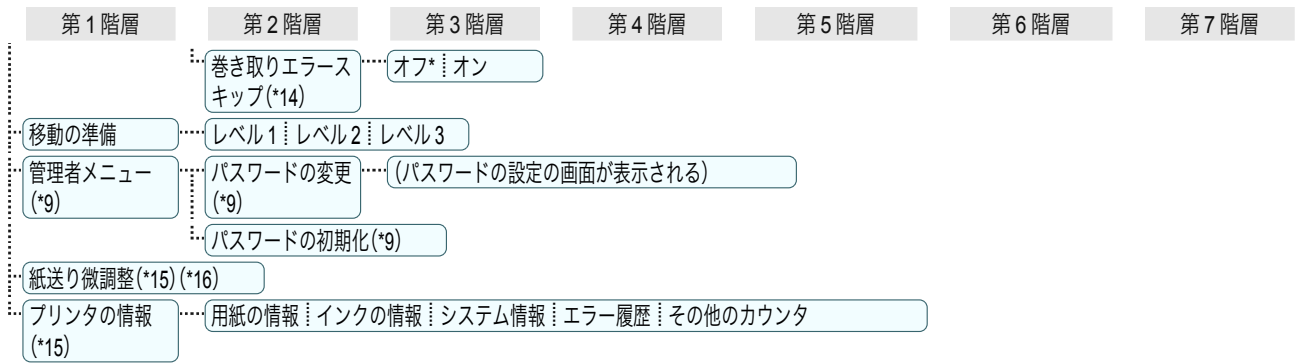 第1階層 第2階層 第3階層 第4階層 第5階層 第6階層 第7階層
巻き取りエラース オフ* オン
キップ(*14)
移動の準備 レベル1 レベル2 レベル3
管理者メニュー パスワードの変更 (パスワードの設定の画面が表示される)
(*9) (*9)
パスワードの初期化(*9)
紙送り微調整(*15)(*16)
プリンタの情報 用紙の情報 インクの情報 システム情報 エラー履歴 その他のカウンタ
(*15)